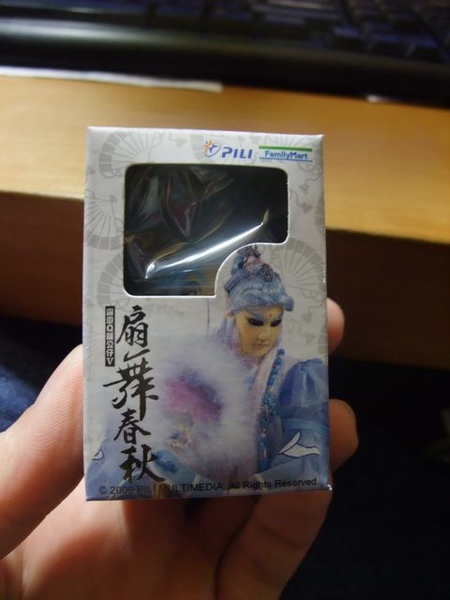 PILI
FamilyMart
霹靂Q版公仔V
扇舞春秋
© 2009 PILI MULTIMEDIA. All Rights Reserved.